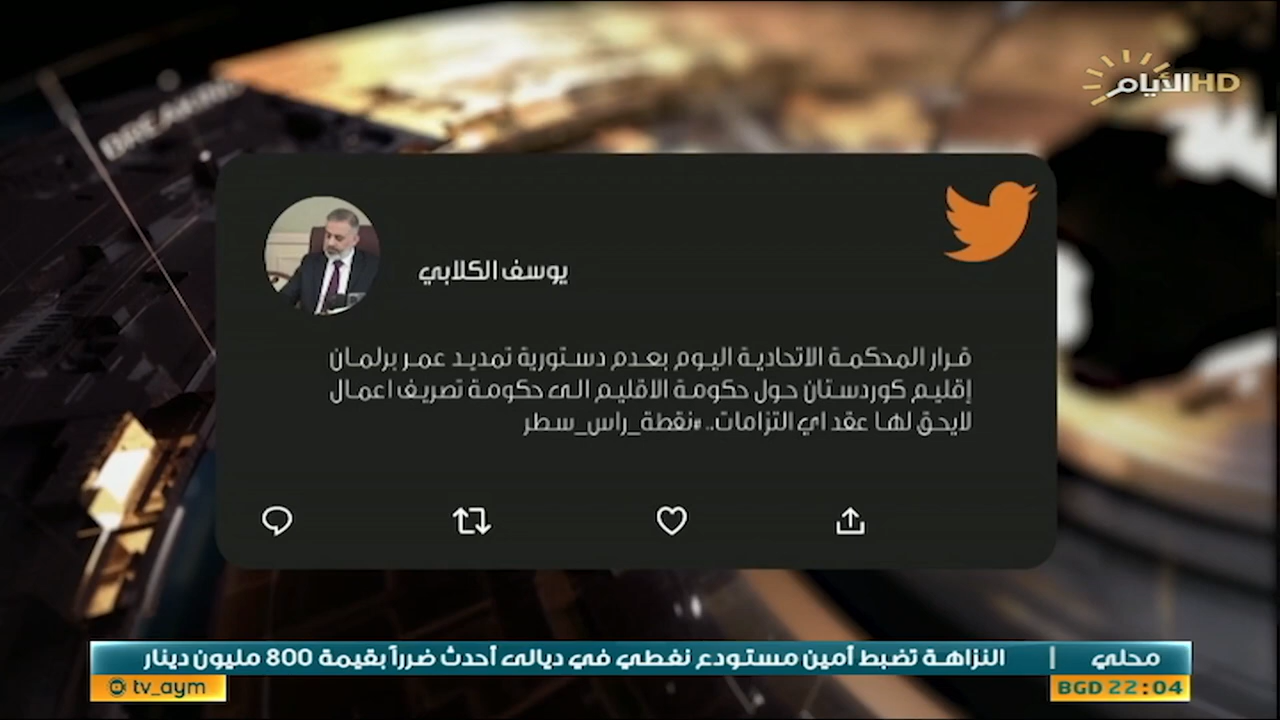 الأيام HD
يوسف الكلابي
قرار المحكمة الاتحادية اليوم بعدم دستورية تمديد عمر برلمان
إقليم كوردستان حول حكومة الاقليم الى حكومة تصريف اعمال
لايحق لها عقد اي التزامات.. #نقطة_راس_سطر
محلي | النزاهة تضبط أمين مستودع نفطي في ديالى أحدث ضرراً بقيمة 800 مليون دينار
BGD 22:04
tv_aym